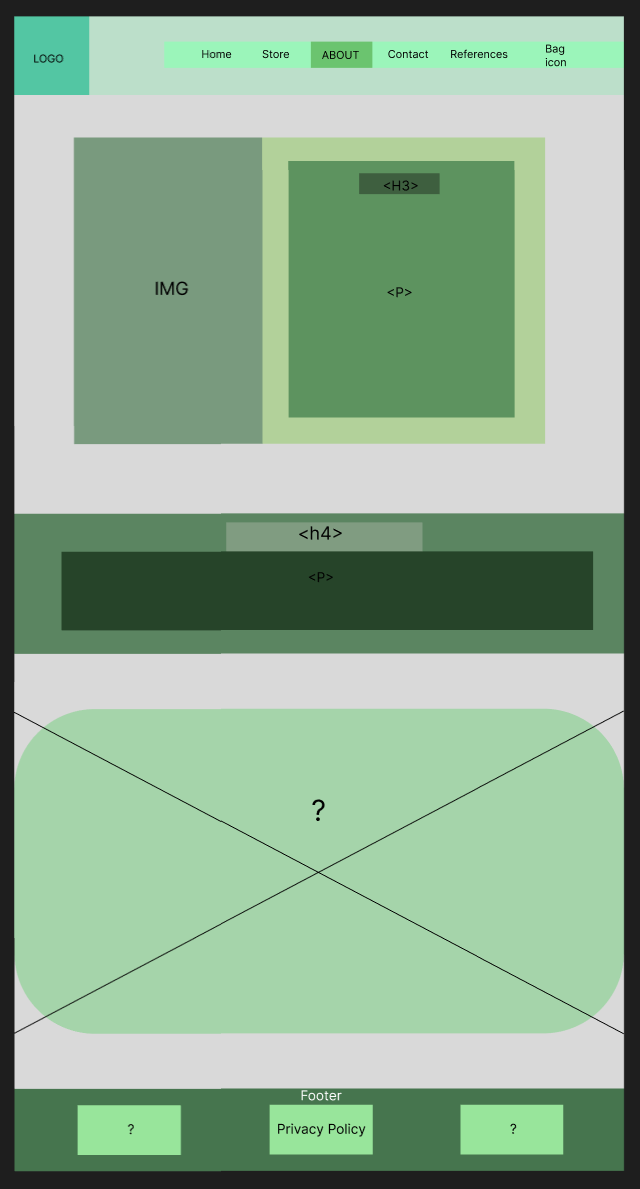 LOGO
Home Store ABOUT Contact References Bag
icon
<H3>
IMG
<P>
<h4>
<P>
?
Footer
? Privacy Policy ?